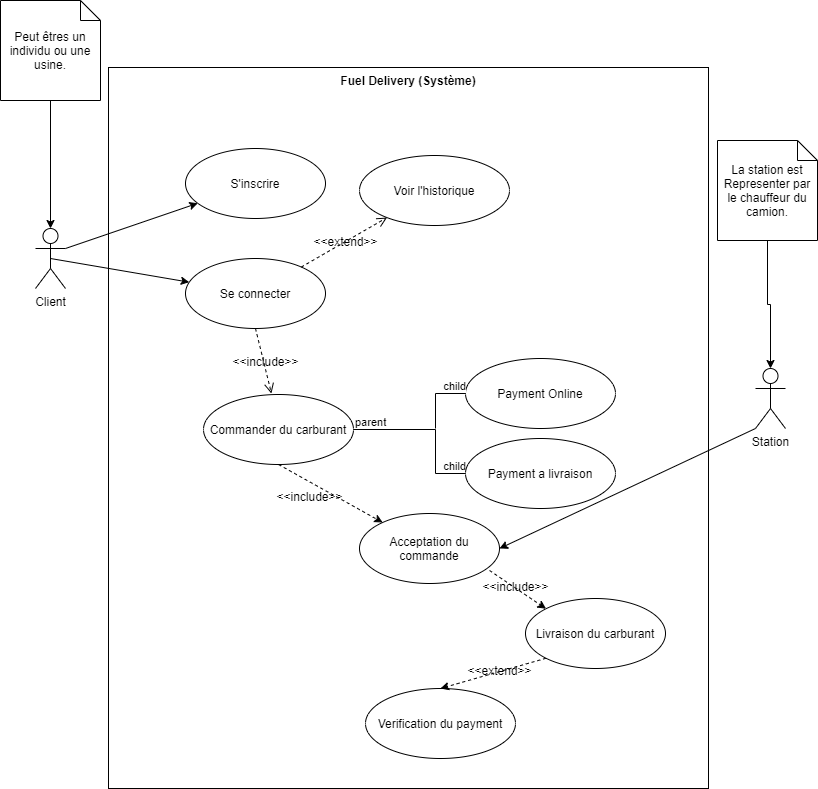 Peut êtres un
individu ou une
usine.
Fuel Delivery (Système)
La station est
Representer par
le chauffeur du
camion.
S'inscrire
Voir l'historique
<<extend>>
Client
Se connecter
<<include>>
Commander du carburant
parent
child
Payment Online
child
Payment a livraison
Station
<<include>>
Acceptation du
commande
<<include>>
Livraison du carburant
<<extend>>
Verification du payment